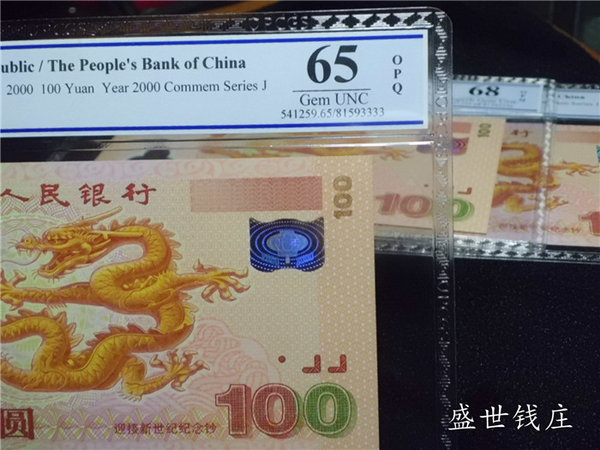 PCCGS
ublic / The People's Bank of China
2000 100 Yuan Year 2000 Commem Series J
65
Gem UNC
541259.65/81593333
OPQ
68
人民银行
100
100
圆
迎接新世纪纪念钞
100
盛世钱庄